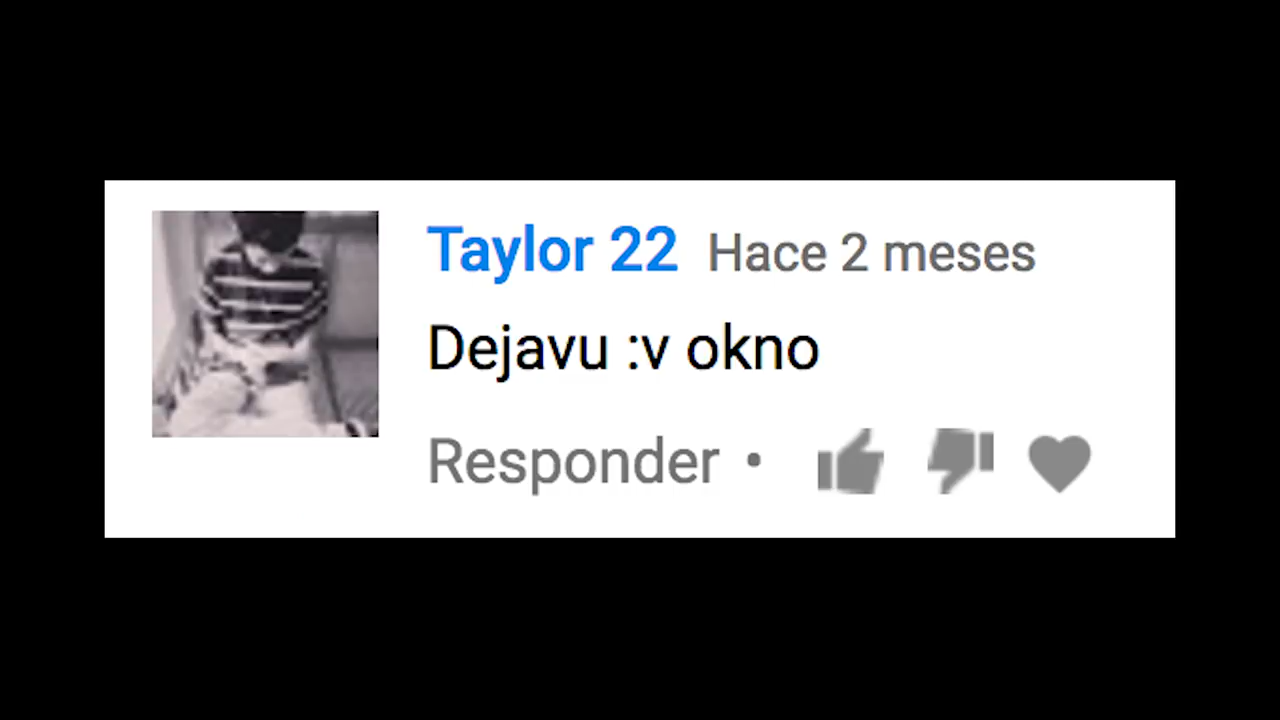 Taylor 22 Hace 2 meses
Dejavu :v okno
Responder •